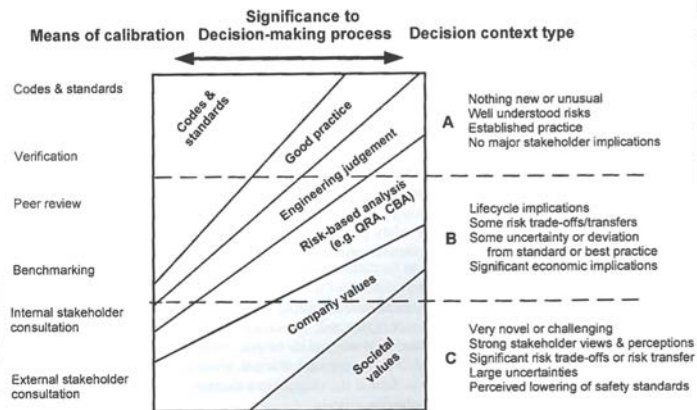 Significance to
Means of calibration
Decision-making process
Decision context type
Codes & standards
Verification
Peer review
Benchmarking
Internal stakeholder
consultation
External stakeholder
consultation
Codes &
standards
Good practice
Engineering judgement
Risk-based analysis
(e.g. QRA, CBA)
Company values
Societal
values
A
Nothing new or unusual
Well understood risks
Established practice
No major stakeholder implications
B
Lifecycle implications
Some risk trade-offs/transfers
Some uncertainty or deviation
from standard or best practice
Significant economic implications
C
Very novel or challenging
Strong stakeholder views & perceptions
Significant risk trade-offs or risk transfer
Large uncertainties
Perceived lowering of safety standards